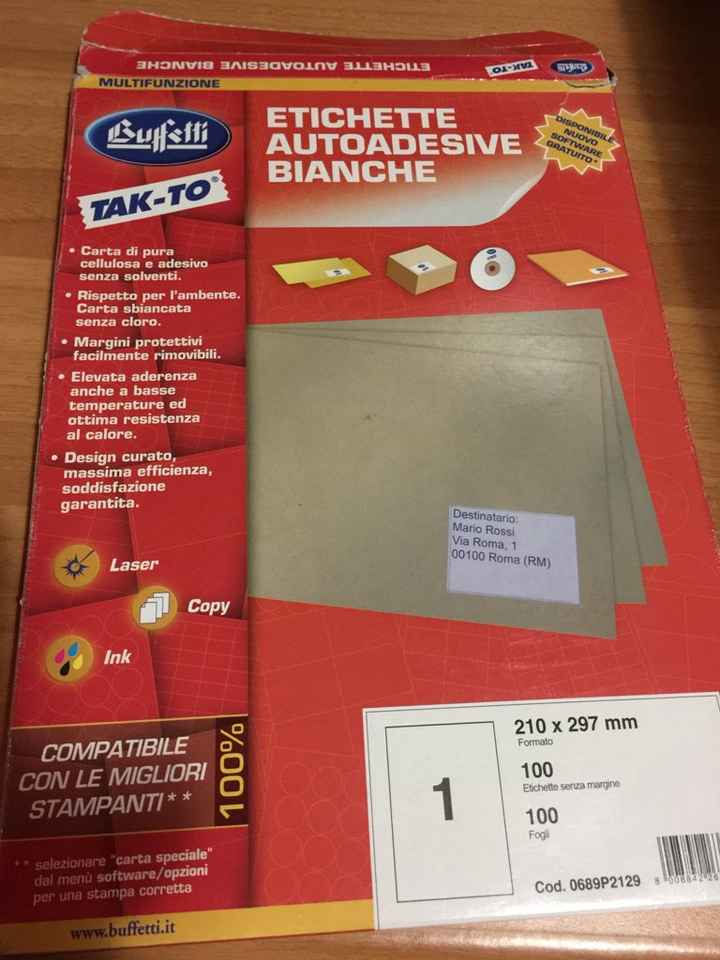 ETICHETTE AUTOADESIVE BIANCHE
TAK-TO
Buffetti
MULTIFUNZIONE
Buffetti
TAK-TO®
ETICHETTE
AUTOADESIVE
BIANCHE
DISPONIBILE
NUOVO
SOFTWARE
GRATUITO*
• Carta di pura
cellulosa e adesivo
senza solventi.
• Rispetto per l'ambente.
Carta sbiancata
senza cloro.
• Margini protettivi
facilmente rimovibili.
• Elevata aderenza
anche a basse
temperature ed
ottima resistenza
al calore.
• Design curato,
massima efficienza,
soddisfazione
garantita.
Laser
Copy
Ink
Destinatario:
Mario Rossi
Via Roma, 1
00100 Roma (RM)
COMPATIBILE
CON LE MIGLIORI
STAMPANTI**
100%
** selezionare "carta speciale"
dal menù software/opzioni
per una stampa corretta
www.buffetti.it
1
210 x 297 mm
Formato
100
Etichette senza margine
100
Fogli
Cod. 0689P2129